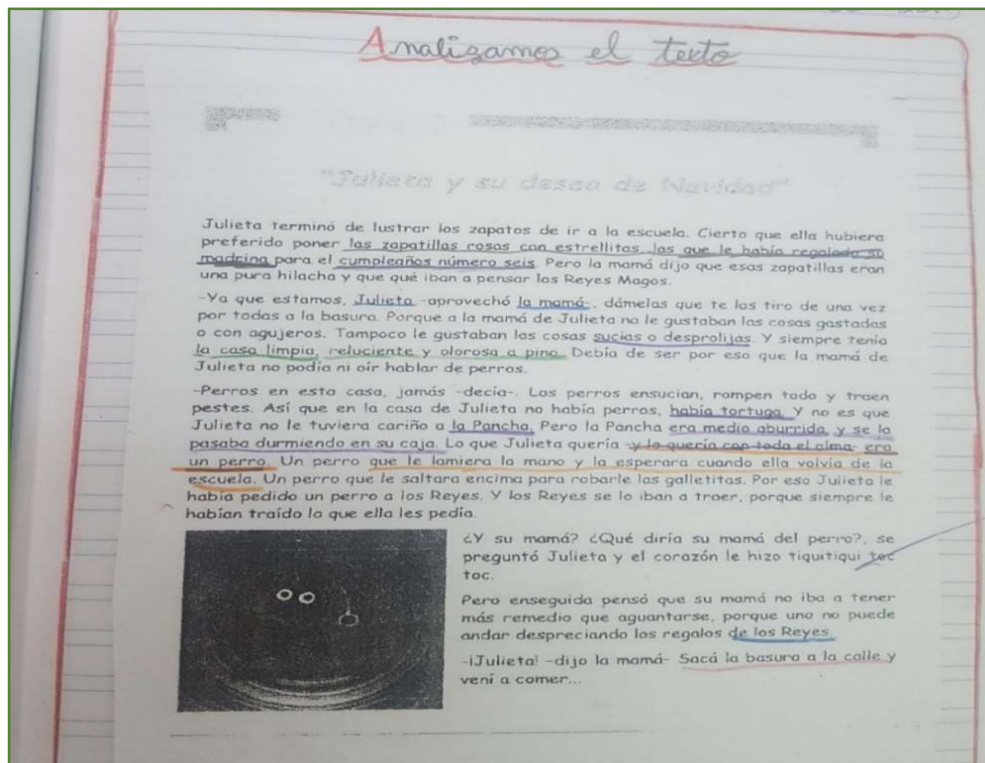 Analizamos el texto
"Julieta y su deseo de Navidad"
Julieta terminó de lustrar los zapatos de ir a la escuela. Cierto que ella hubiera
preferido poner las zapatillas rosas con estrellitas, las que le había regalado su
madrina para el cumpleaños número seis. Pero la mamá dijo que esas zapatillas eran
una pura hilacha y que qué iban a pensar los Reyes Magos.
-Ya que estamos, Julieta -aprovechó la mamá-, dámelas que te las tiro de una vez
por todas a la basura. Porque a la mamá de Julieta no le gustaban las cosas gastadas
o con agujeros. Tampoco le gustaban las cosas sucias o desprolijas. Y siempre tenía
la casa limpia, reluciente y olorosa a pino. Debía de ser por eso que la mamá de
Julieta no podía ni oír hablar de perros.
-Perros en esta casa, jamás -decía-. Los perros ensucian, rompen todo y traen
pestes. Así que en la casa de Julieta no había perros, había tortuga. Y no es que
Julieta no le tuviera cariño a la Pancha. Pero la Pancha era medio aburrida, y se la
pasaba durmiendo en su caja. Lo que Julieta quería -y lo quería con toda el alma- era
un perro. Un perro que le lamiera la mano y la esperara cuando ella volvía de la
escuela. Un perro que le saltara encima para robarle las galletitas. Por eso Julieta le
había pedido un perro a los Reyes. Y los Reyes se lo iban a traer, porque siempre le
habían traído lo que ella les pedía.
¿Y su mamá? ¿Qué diría su mamá del perro?, se
preguntó Julieta y el corazón le hizo tiquitiqui toc
toc.
Pero enseguida pensó que su mamá no iba a tener
más remedio que aguantarse, porque uno no puede
andar despreciando los regalos de los Reyes.
-¡Julieta! -dijo la mamá- Sacá la basura a la calle y
vení a comer...